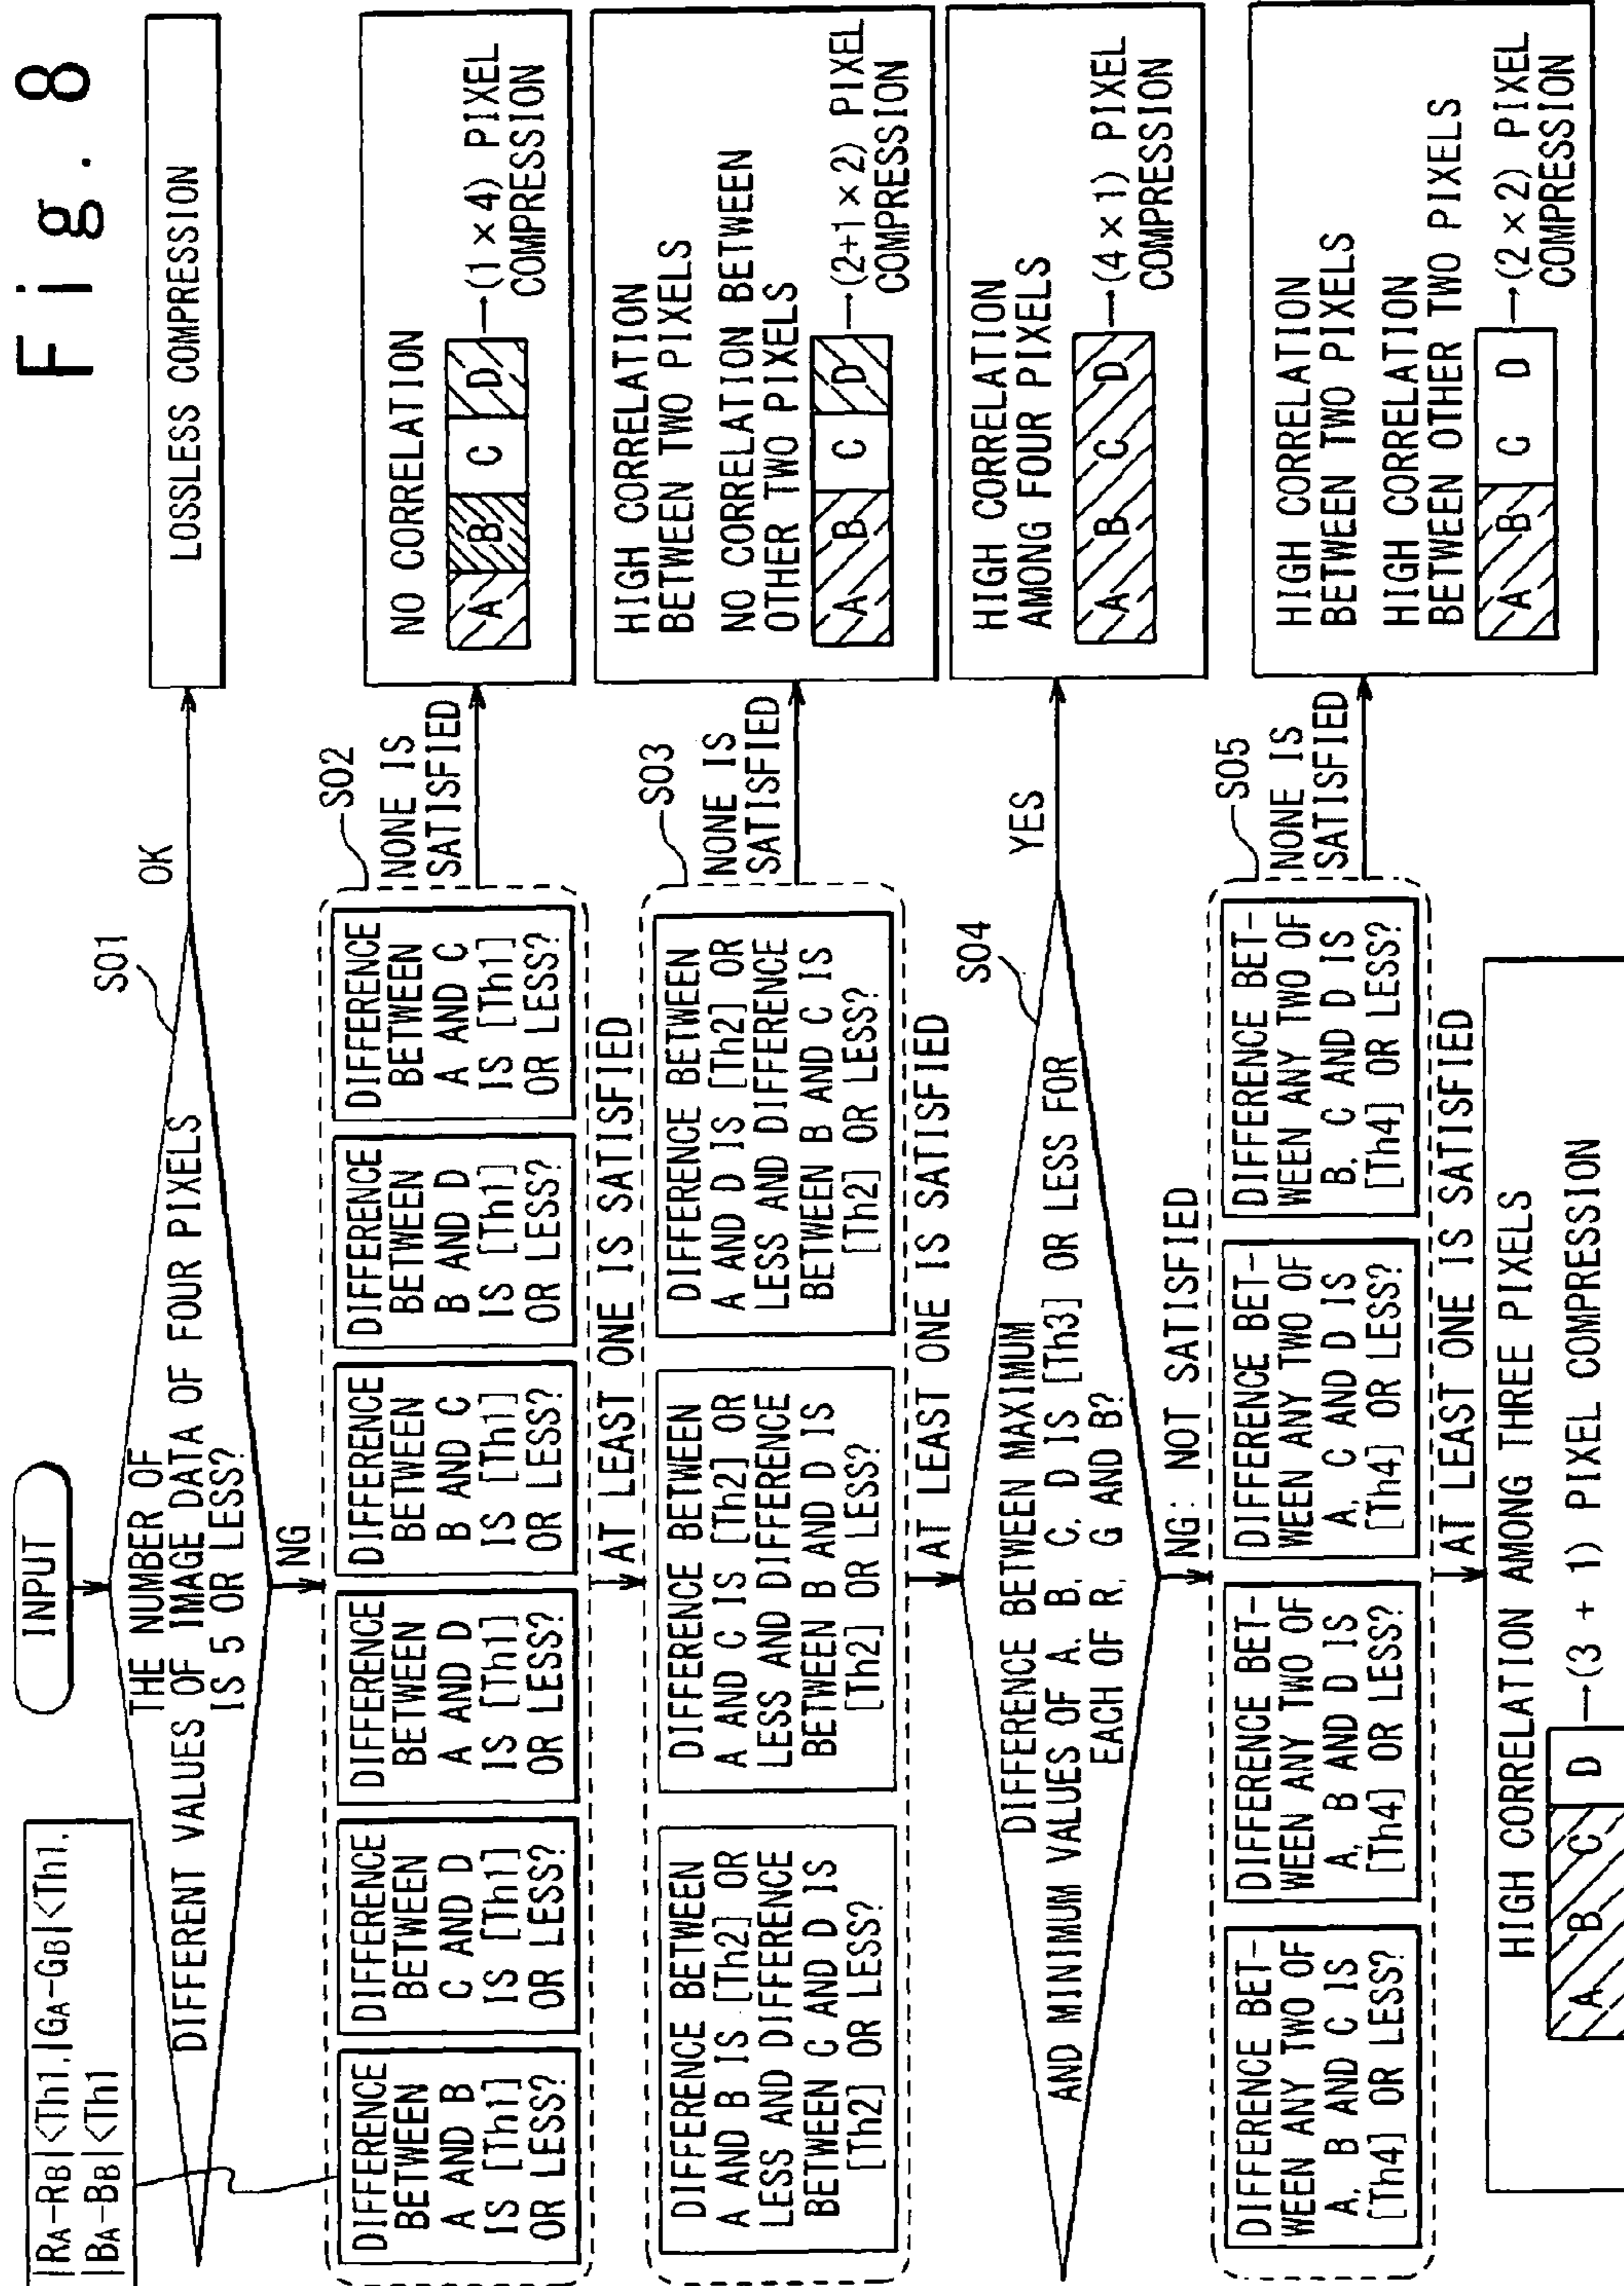 Fig. 8
INPUT
|RA-RB|<Th1,|GA-GB|<Th1,
|BA-BB|<Th1
S01
THE NUMBER OF
DIFFERENT VALUES OF IMAGE DATA OF FOUR PIXELS
IS 5 OR LESS?
OK
LOSSLESS COMPRESSION
NG
S02
DIFFERENCE
BETWEEN
A AND B
IS [Th1]
OR LESS?
DIFFERENCE
BETWEEN
C AND D
IS [Th1]
OR LESS?
DIFFERENCE
BETWEEN
A AND D
IS [Th1]
OR LESS?
DIFFERENCE
BETWEEN
B AND C
IS [Th1]
OR LESS?
DIFFERENCE
BETWEEN
B AND D
IS [Th1]
OR LESS?
DIFFERENCE
BETWEEN
A AND C
IS [Th1]
OR LESS?
NONE IS
SATISFIED
NO CORRELATION
A B C D →(1×4) PIXEL
COMPRESSION
AT LEAST ONE IS SATISFIED
S03
DIFFERENCE BETWEEN
A AND B IS [Th2] OR
LESS AND DIFFERENCE
BETWEEN C AND D IS
[Th2] OR LESS?
DIFFERENCE BETWEEN
A AND C IS [Th2] OR
LESS AND DIFFERENCE
BETWEEN B AND D IS
[Th2] OR LESS?
DIFFERENCE BETWEEN
A AND D IS [Th2] OR
LESS AND DIFFERENCE
BETWEEN B AND C IS
[Th2] OR LESS?
NONE IS
SATISFIED
HIGH CORRELATION
BETWEEN TWO PIXELS
NO CORRELATION BETWEEN
OTHER TWO PIXELS
A B C D →(2+1×2) PIXEL
COMPRESSION
AT LEAST ONE IS SATISFIED
S04
DIFFERENCE BETWEEN MAXIMUM
AND MINIMUM VALUES OF A, B, C, D IS [Th3] OR LESS FOR
EACH OF R, G AND B?
YES
HIGH CORRELATION
AMONG FOUR PIXELS
A B C D →(4×1) PIXEL
COMPRESSION
NG: NOT SATISFIED
S05
DIFFERENCE BET-
WEEN ANY TWO OF
A, B AND C IS
[Th4] OR LESS?
DIFFERENCE BET-
WEEN ANY TWO OF
A, B AND D IS
[Th4] OR LESS?
DIFFERENCE BET-
WEEN ANY TWO OF
A, C AND D IS
[Th4] OR LESS?
DIFFERENCE BET-
WEEN ANY TWO OF
B, C AND D IS
[Th4] OR LESS?
NONE IS
SATISFIED
HIGH CORRELATION
BETWEEN TWO PIXELS
HIGH CORRELATION
BETWEEN OTHER TWO PIXELS
A B C D →(2×2) PIXEL
COMPRESSION
AT LEAST ONE IS SATISFIED
HIGH CORRELATION AMONG THREE PIXELS
A B C D →(3 + 1) PIXEL COMPRESSION